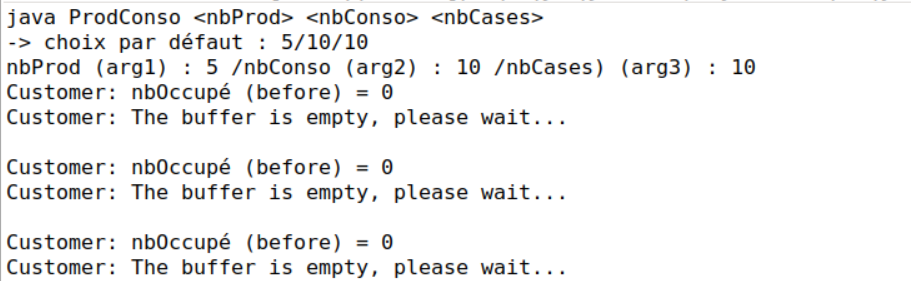 java ProdConso <nbProd> <nbConso> <nbCases>
-> choix par défaut : 5/10/10
nbProd (arg1) : 5 /nbConso (arg2) : 10 /nbCases) (arg3) : 10
Customer: nbOccupé (before) = 0
Customer: The buffer is empty, please wait...

Customer: nbOccupé (before) = 0
Customer: The buffer is empty, please wait...

Customer: nbOccupé (before) = 0
Customer: The buffer is empty, please wait...